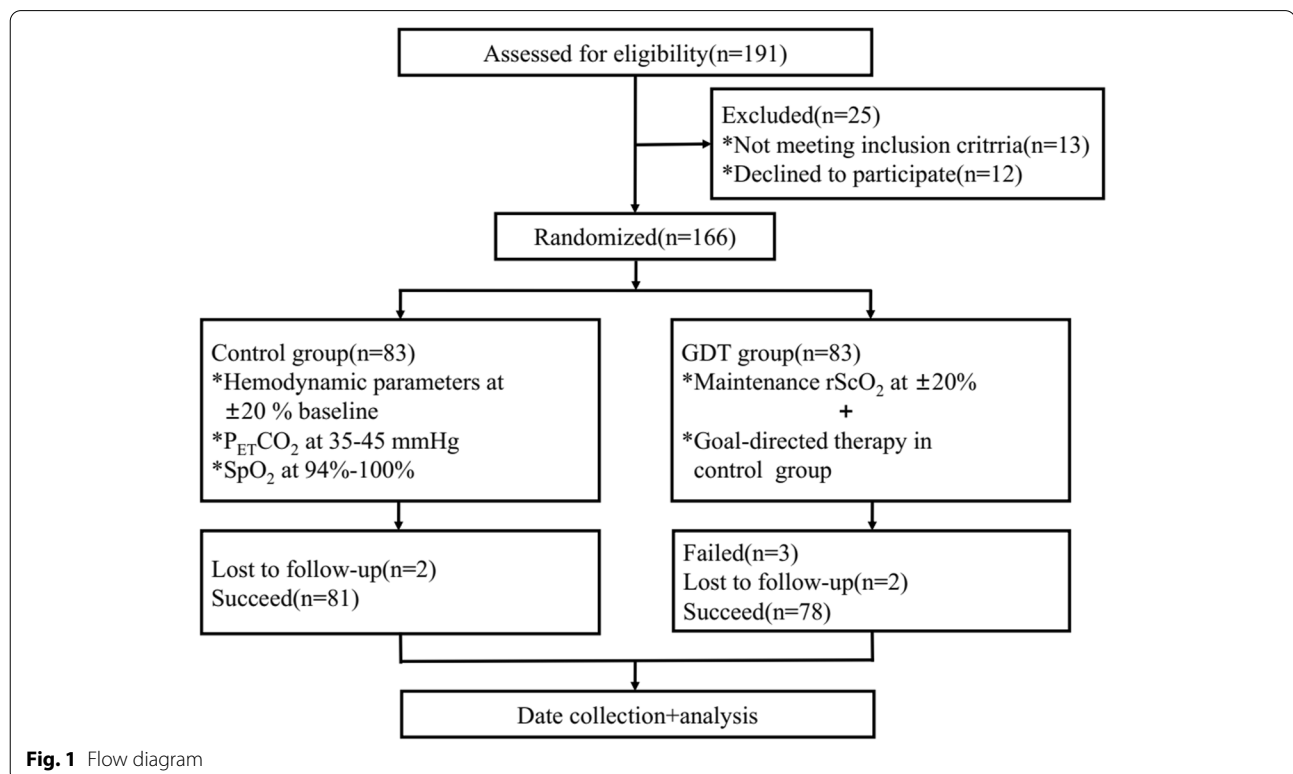 Assessed for eligibility(n=191)
Excluded(n=25)
*Not meeting inclusion critrria(n=13)
*Declined to participate(n=12)
Randomized(n=166)
Control group(n=83)
*Hemodynamic parameters at
±20 % baseline
*PETCO2 at 35-45 mmHg
*SpO2 at 94%-100%
GDT group(n=83)
*Maintenance rScO2 at ±20%
+
*Goal-directed therapy in
control group
Lost to follow-up(n=2)
Succeed(n=81)
Failed(n=3)
Lost to follow-up(n=2)
Succeed(n=78)
Date collection+analysis
Fig. 1 Flow diagram